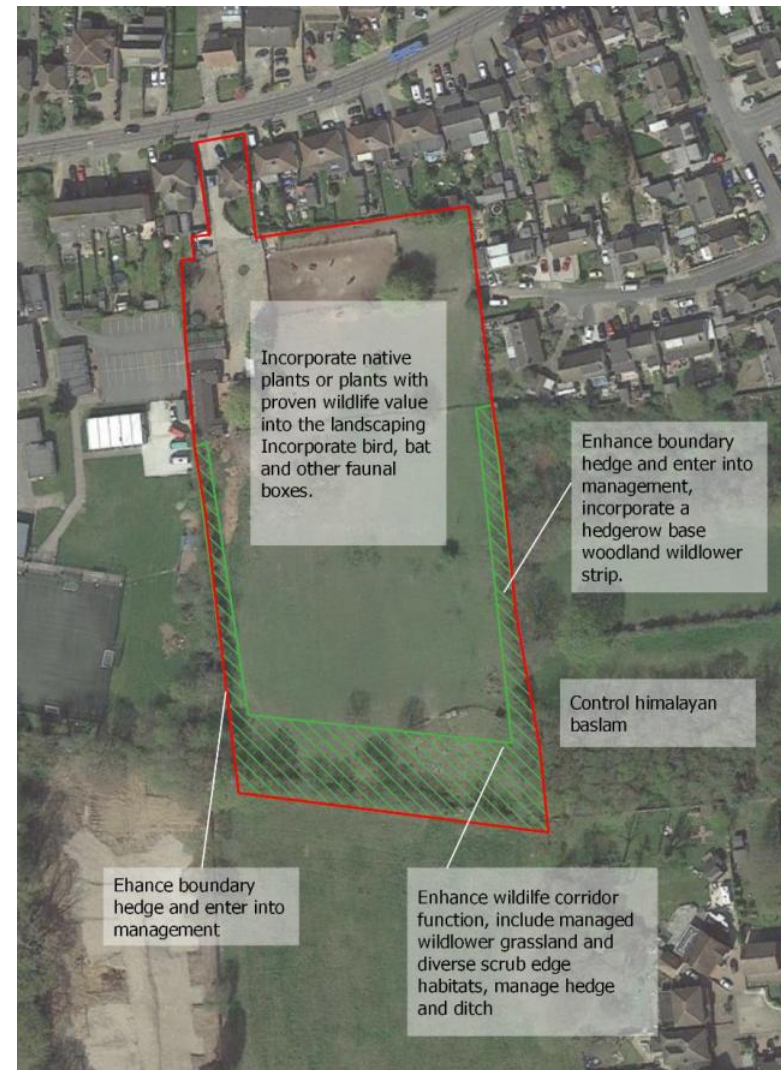 Incorporate native
plants or plants with
proven wildlife value
into the landscaping
Incorporate bird, bat
and other faunal
boxes.
Enhance boundary
hedge and enter into
management,
incorporate a
hedgerow base
woodland wildlower
strip.
Control himalayan
baslam
Ehance boundary
hedge and enter into
management
Enhance wildilfe corridor
function, include managed
wildlower grassland and
diverse scrub edge
habitats, manage hedge
and ditch